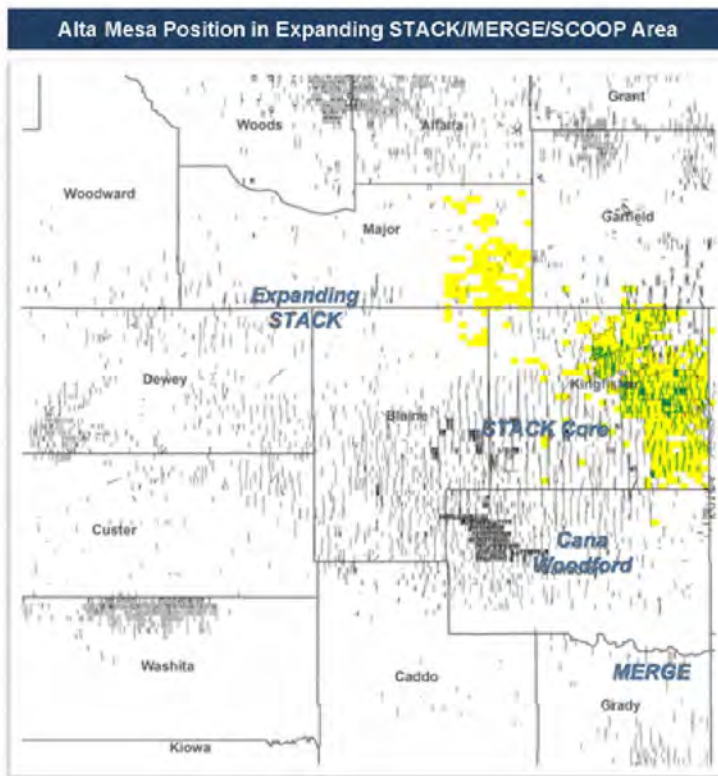 Alta Mesa Position in Expanding STACK/MERGE/SCOOP Area
Grant
Woods
Alfalfa
Woodward
Garfield
Major
Expanding
STACK
Dewey
Kingfisher
Blaine
STACK Core
Custer
Cana
Woodford
Washita
Caddo
MERGE
Grady
Kiowa